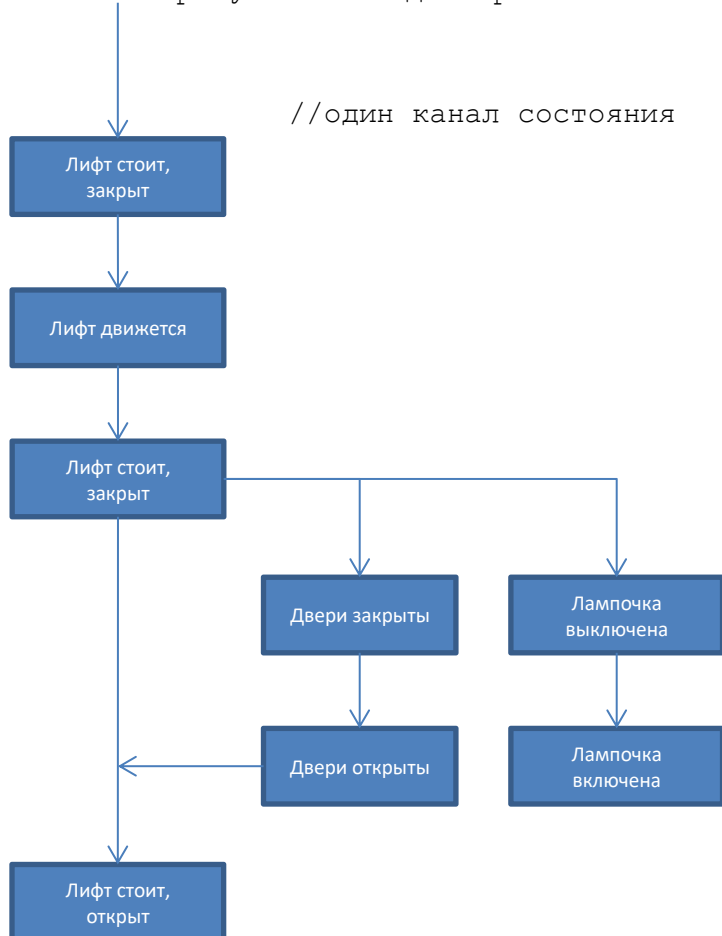 //один канал состояния
Лифт стоит,
закрыт
Лифт движется
Лифт стоит,
закрыт
Двери закрыты
Лампочка
выключена
Двери открыты
Лампочка
включена
Лифт стоит,
открыт